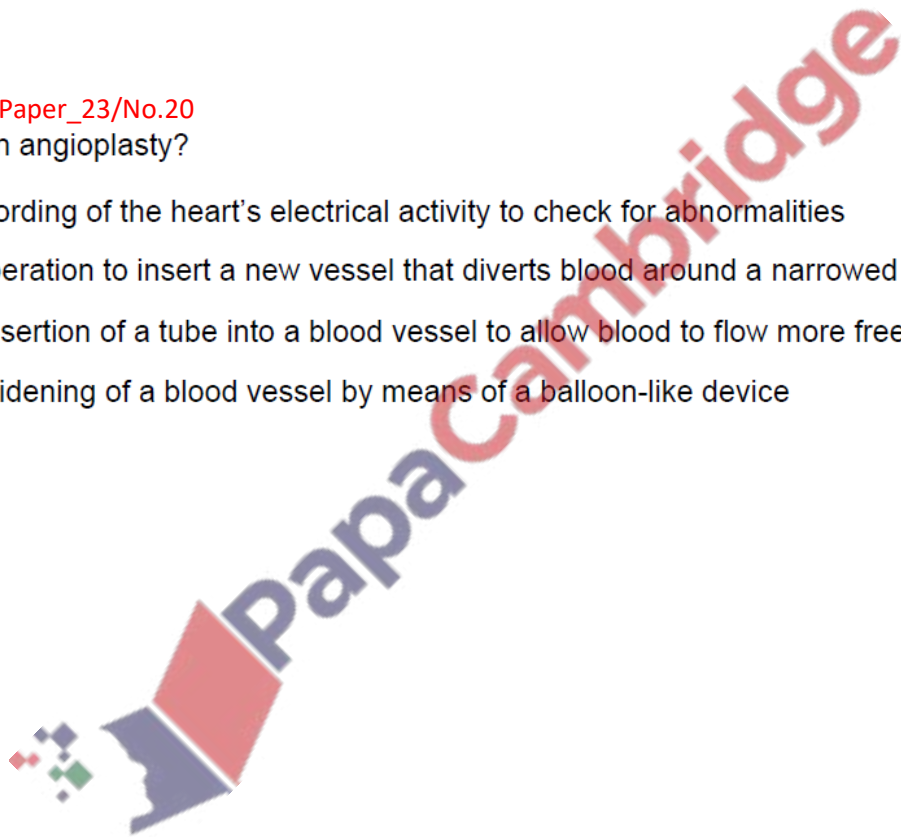 Paper_23/No.20
n angioplasty?
ording of the heart's electrical activity to check for abnormalities
eration to insert a new vessel that diverts blood around a narrowed
sertion of a tube into a blood vessel to allow blood to flow more free
idening of a blood vessel by means of a balloon-like device
PapaCambridge